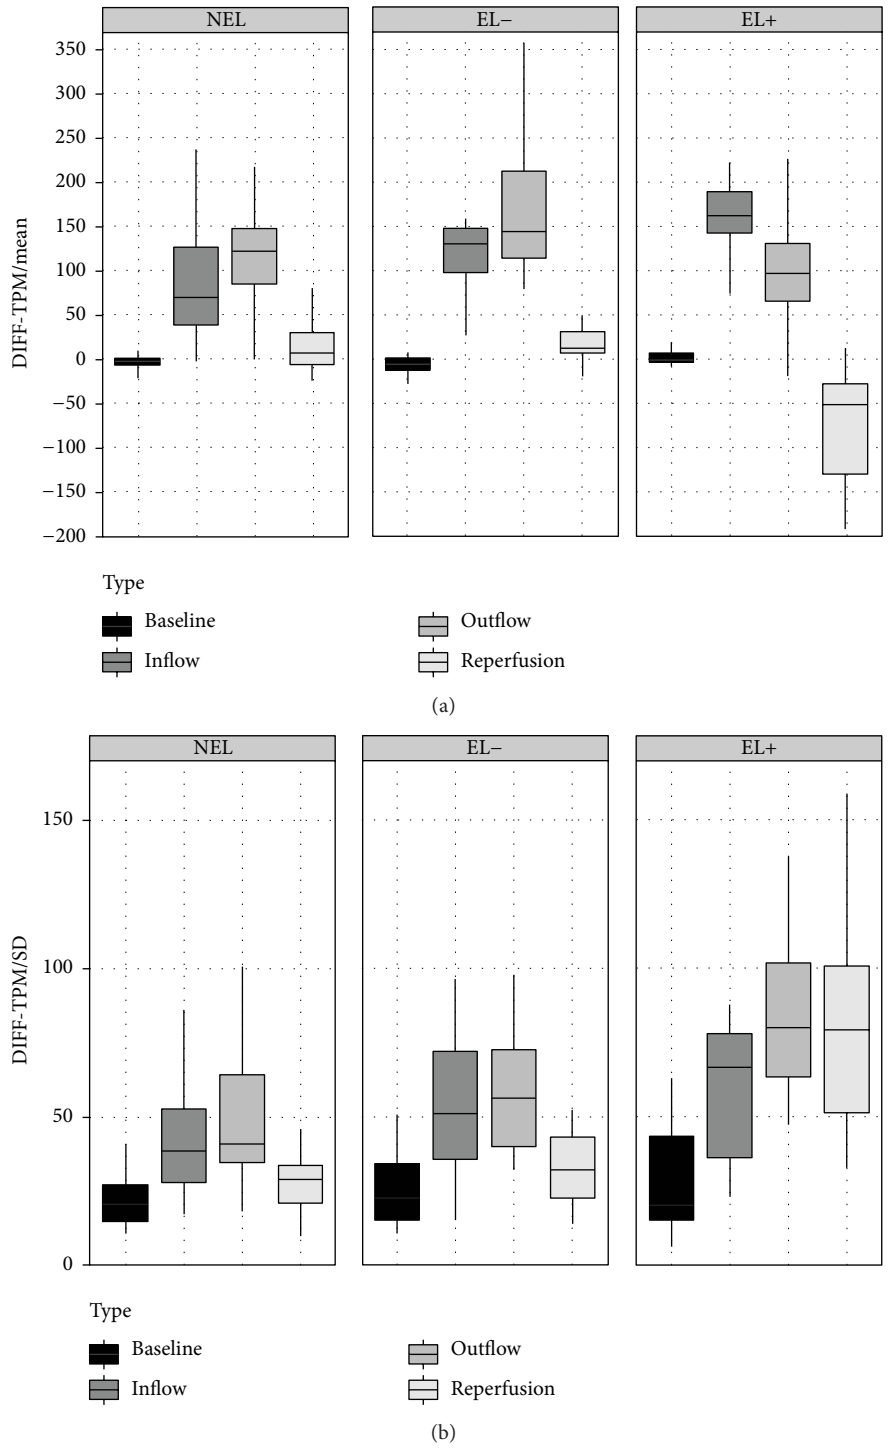 NEL EL− EL+
350
300
250
200
150
100
50
0
−50
−100
−150
−200
DIFF-TPM/mean
Type
Baseline Outflow
Inflow Reperfusion
(a)
NEL EL− EL+
150
100
50
0
DIFF-TPM/SD
Type
Baseline Outflow
Inflow Reperfusion
(b)